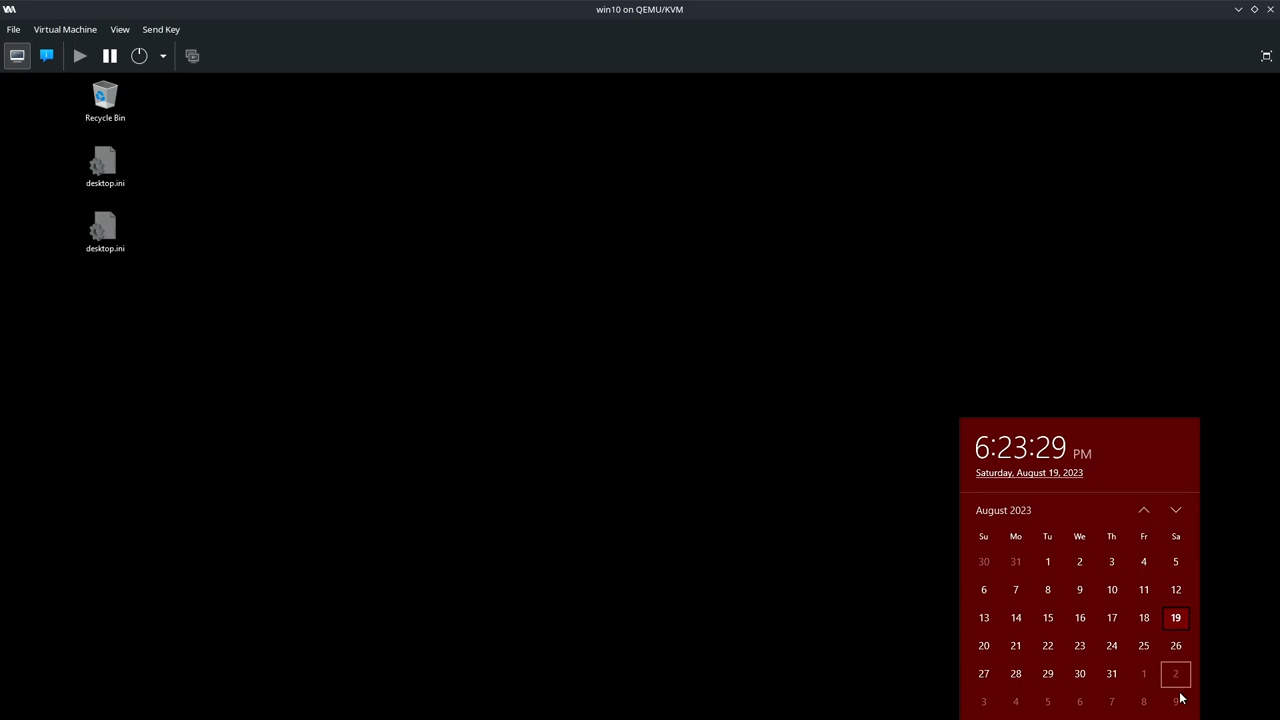 win10 on QEMU/KVM
File Virtual Machine View Send Key
Recycle Bin
desktop.ini
desktop.ini
6:23:29 PM
Saturday, August 19, 2023
August 2023
Su Mo Tu We Th Fr Sa
30 31 1 2 3 4 5
6 7 8 9 10 11 12
13 14 15 16 17 18 19
20 21 22 23 24 25 26
27 28 29 30 31 1 2
3 4 5 6 7 8 9